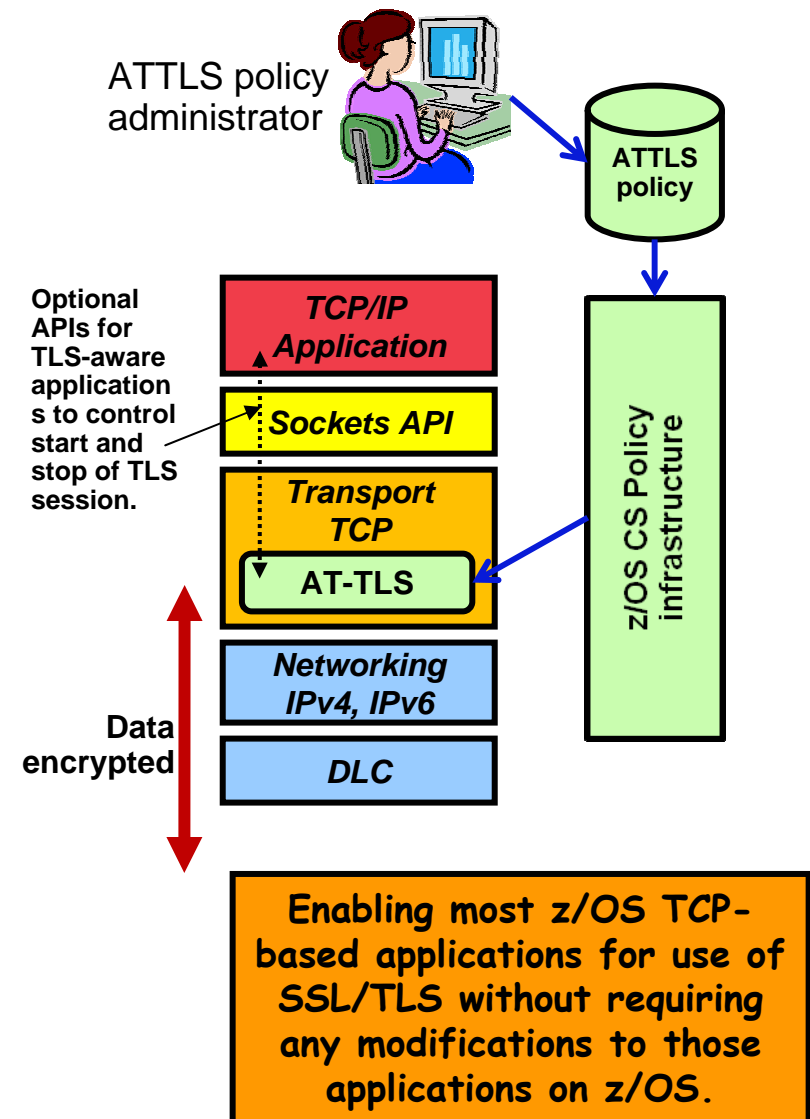 ATTLS policy
administrator
ATTLS
policy
Optional
APIs for
TLS-aware
application
s to control
start and
stop of TLS
session.
TCP/IP
Application
Sockets API
Transport
TCP
AT-TLS
Networking
IPv4, IPv6
DLC
z/OS CS Policy
infrastructure
Data
encrypted
Enabling most z/OS TCP-
based applications for use of
SSL/TLS without requiring
any modifications to those
applications on z/OS.